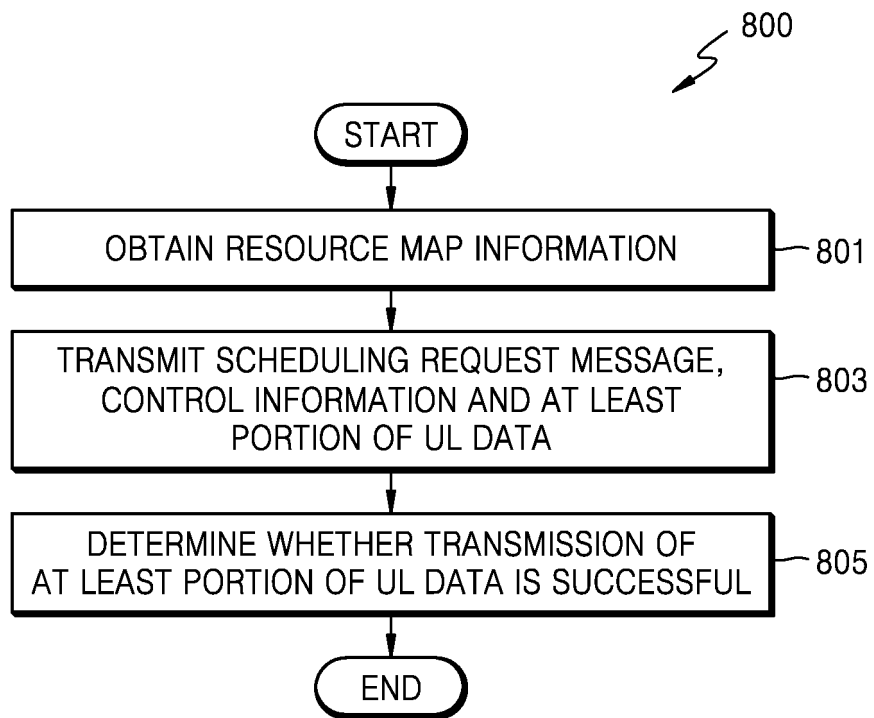 800
START
OBTAIN RESOURCE MAP INFORMATION
801
TRANSMIT SCHEDULING REQUEST MESSAGE,
CONTROL INFORMATION AND AT LEAST
PORTION OF UL DATA
803
DETERMINE WHETHER TRANSMISSION OF
AT LEAST PORTION OF UL DATA IS SUCCESSFUL
805
END